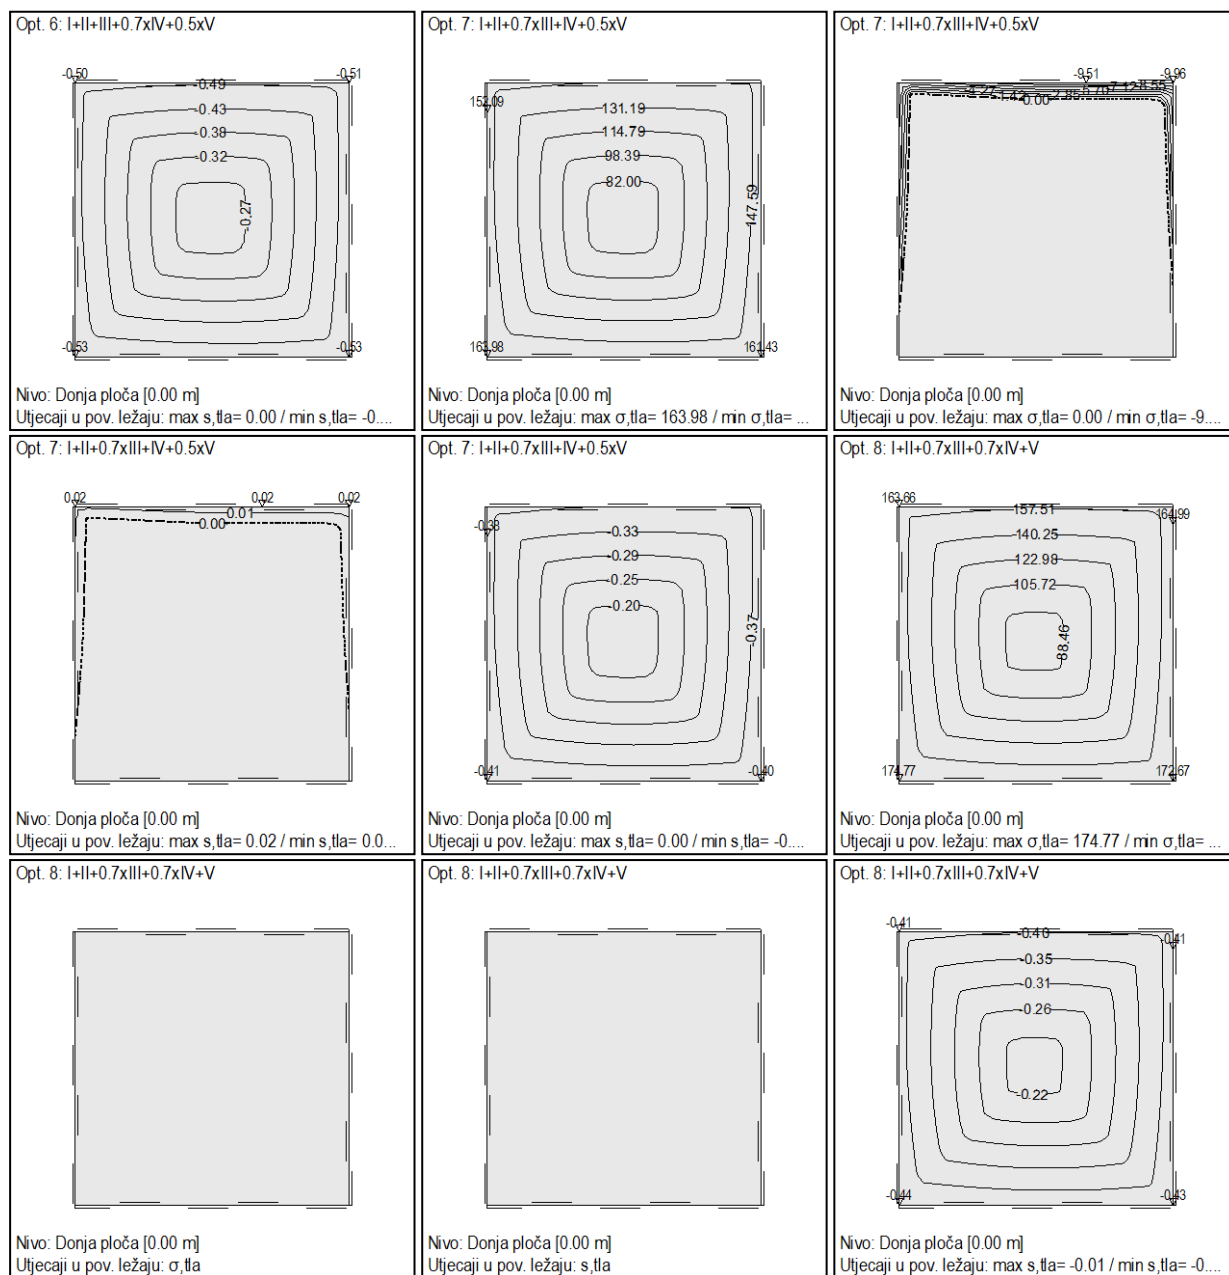 Opt. 6: I+II+III+0.7xIV+0.5xV
-0.50
-0.51
-0.49
-0.43
-0.38
-0.32
-0.27
-0.53
-0.53
Nivo: Donja ploča [0.00 m]
Utjecaji u pov. ležaju: max s,tla= 0.00 / min s,tla= -0....
Opt. 7: I+II+0.7xIII+IV+0.5xV
131.19
114.79
98.39
82.00
147.59
163.98
161.43
Nivo: Donja ploča [0.00 m]
Utjecaji u pov. ležaju: max σ,tla= 163.98 / min σ,tla= ...
Opt. 7: I+II+0.7xIII+IV+0.5xV
-9.51
-9.96
-1.42
-2.85
-5.70
-7.12
-8.55
0.00
Nivo: Donja ploča [0.00 m]
Utjecaji u pov. ležaju: max σ,tla= 0.00 / min σ,tla= -9....
Opt. 7: I+II+0.7xIII+IV+0.5xV
0.02
0.02
0.02
0.01
0.00
Nivo: Donja ploča [0.00 m]
Utjecaji u pov. ležaju: max s,tla= 0.02 / min s,tla= 0.0...
Opt. 7: I+II+0.7xIII+IV+0.5xV
-0.38
-0.33
-0.29
-0.25
-0.20
-0.37
-0.41
-0.40
Nivo: Donja ploča [0.00 m]
Utjecaji u pov. ležaju: max s,tla= 0.00 / min s,tla= -0....
Opt. 8: I+II+0.7xIII+0.7xIV+V
163.66
164.99
157.51
140.25
122.98
105.72
88.46
174.77
172.67
Nivo: Donja ploča [0.00 m]
Utjecaji u pov. ležaju: max σ,tla= 174.77 / min σ,tla= ...
Opt. 8: I+II+0.7xIII+0.7xIV+V
Nivo: Donja ploča [0.00 m]
Utjecaji u pov. ležaju: σ,tla
Opt. 8: I+II+0.7xIII+0.7xIV+V
Nivo: Donja ploča [0.00 m]
Utjecaji u pov. ležaju: s,tla
Opt. 8: I+II+0.7xIII+0.7xIV+V
-0.41
-0.41
-0.40
-0.35
-0.31
-0.26
-0.22
-0.44
-0.43
Nivo: Donja ploča [0.00 m]
Utjecaji u pov. ležaju: max s,tla= -0.01 / min s,tla= -0....